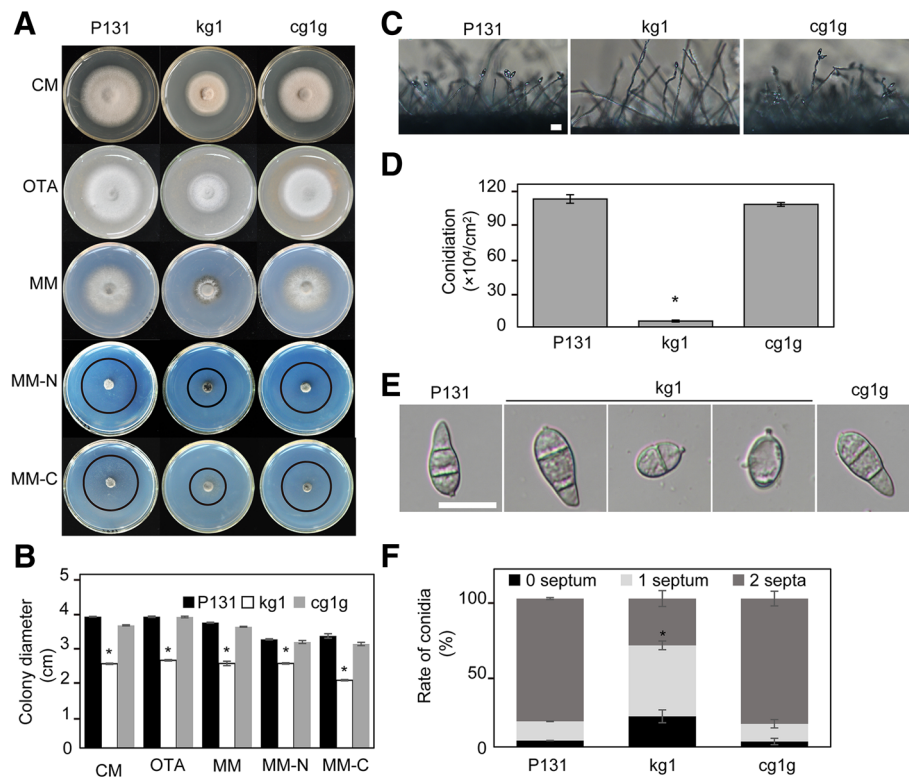 A
P131 kg1 cg1g
CM
OTA
MM
MM-N
MM-C
B
5
4
3
2
1
0
Colony diameter
(cm)
P131 kg1 cg1g
* * * * *
CM OTA MM MM-N MM-C
C
P131 kg1 cg1g
D
120
90
60
30
0
Conidiation
(×10⁴/cm²)
*
P131 kg1 cg1g
E
P131 kg1 cg1g
F
0 septum 1 septum 2 septa
100
50
0
Rate of conidia
(%)
*
P131 kg1 cg1g